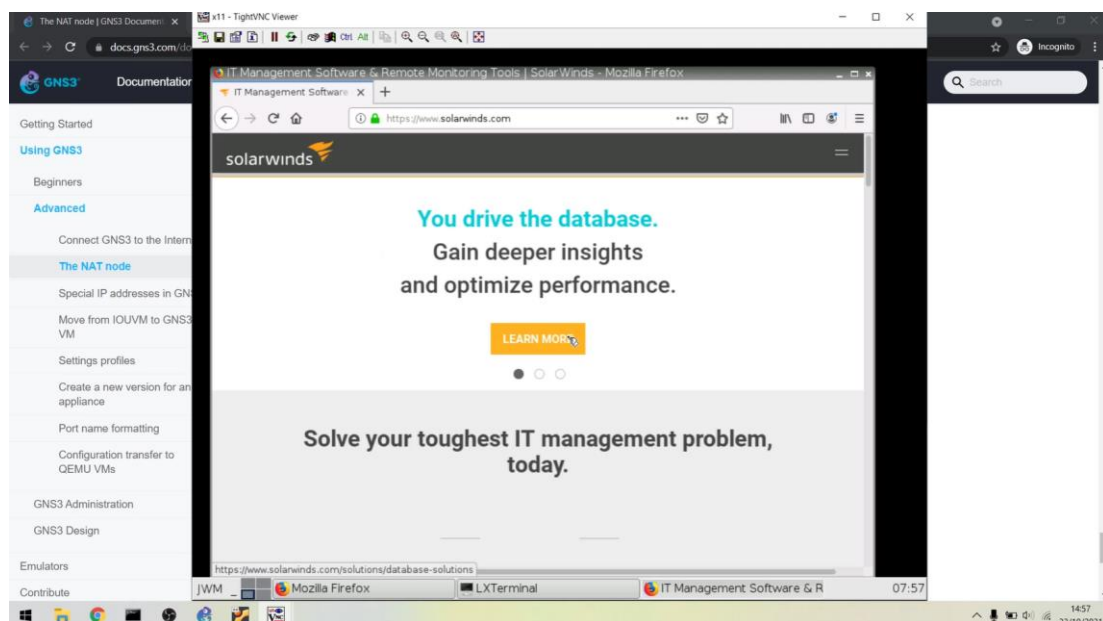 The NAT node | GNS3 Document
x11 - TightVNC Viewer
docs.gns3.com/do
Incognito
GNS3
Documentation
Search
Getting Started
Using GNS3
Beginners
Advanced
Connect GNS3 to the Intern
The NAT node
Special IP addresses in GN
Move from IOUVM to GNS3
VM
Settings profiles
Create a new version for an
appliance
Port name formatting
Configuration transfer to
QEMU VMs
GNS3 Administration
GNS3 Design
Emulators
Contribute
Ctrl Alt
IT Management Software & Remote Monitoring Tools | SolarWinds - Mozilla Firefox
IT Management Software
https://www.solarwinds.com
solarwinds
You drive the database.
Gain deeper insights
and optimize performance.
LEARN MORE
Solve your toughest IT management problem,
today.
https://www.solarwinds.com/solutions/database-solutions
JWM
Mozilla Firefox
LXTerminal
IT Management Software & R
07:57
14:57